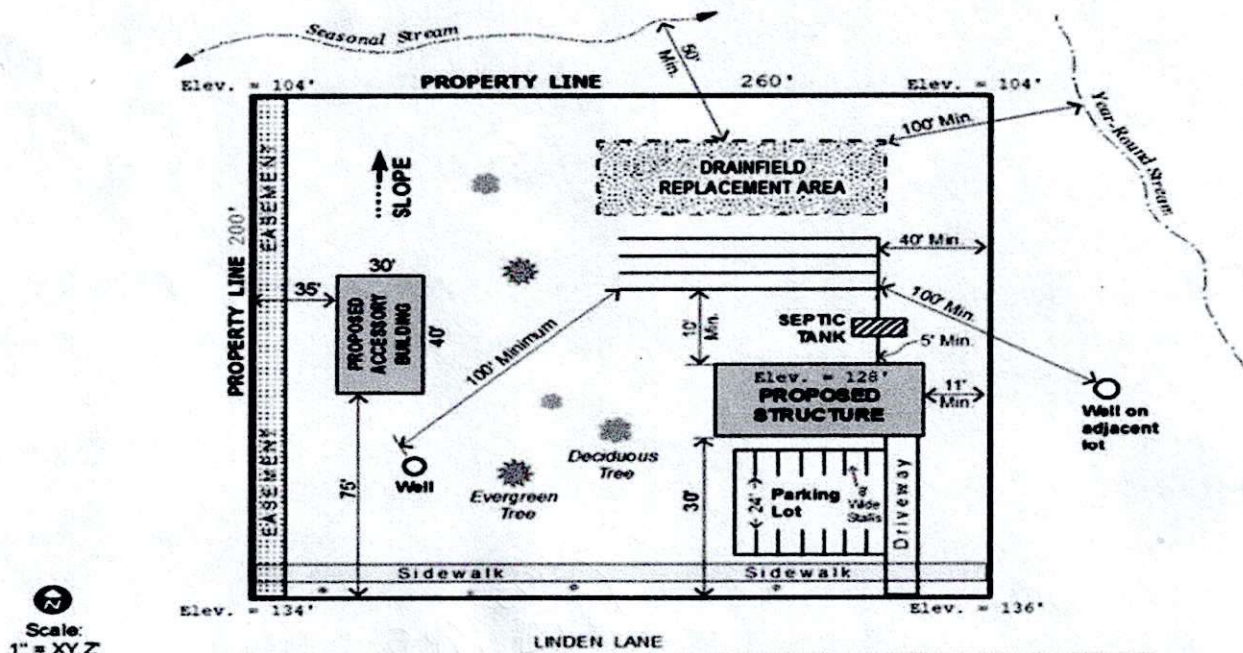 Seasonal Stream
50' Min.
Elev. = 104'
PROPERTY LINE 260'
Elev. = 104'
Year-Round Stream
100' Min.
EASEMENT
SLOPE
DRAINFIELD
REPLACEMENT AREA
PROPERTY LINE 200'
40' Min.
30'
35'
PROPOSED
ACCESSORY
BUILDING
40'
100' Minimum
10' Min.
SEPTIC
TANK
100' Min.
5' Min.
Elev. = 128'
PROPOSED
STRUCTURE
11'
Min.
Well on
adjacent
lot
75'
Well
Deciduous
Tree
Evergreen
Tree
30'
24'
Parking
Lot
Wide
Stalls
Driveway
EASEMENT
Sidewalk
Sidewalk
Elev. = 134'
Elev. = 136'
N
Scale:
1" = XY Z'
LINDEN LANE